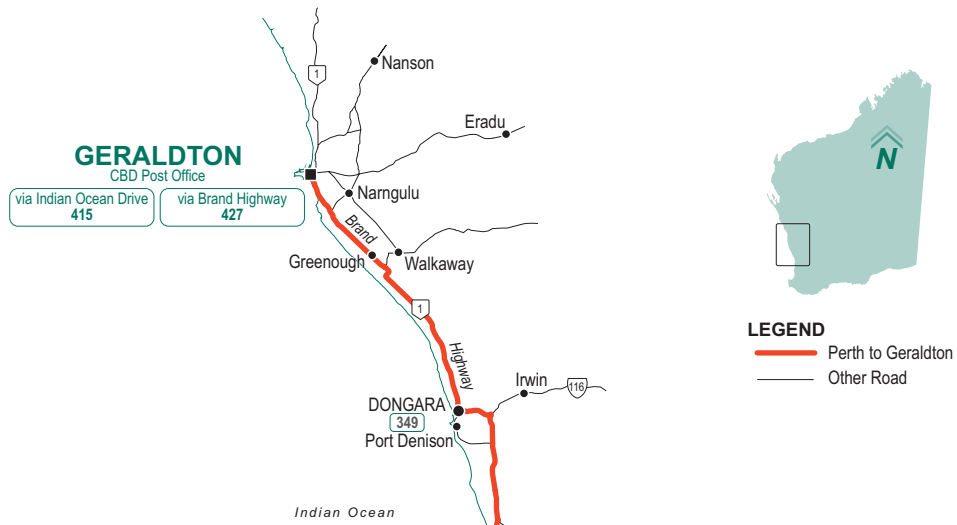 1
Nanson
Eradu
GERALDTON
CBD Post Office
via Indian Ocean Drive
415
via Brand Highway
427
Narngulu
Brand
Greenough
Walkaway
1
Highway
Irwin
116
DONGARA
349
Port Denison
Indian Ocean
N
LEGEND
Perth to Geraldton
Other Road